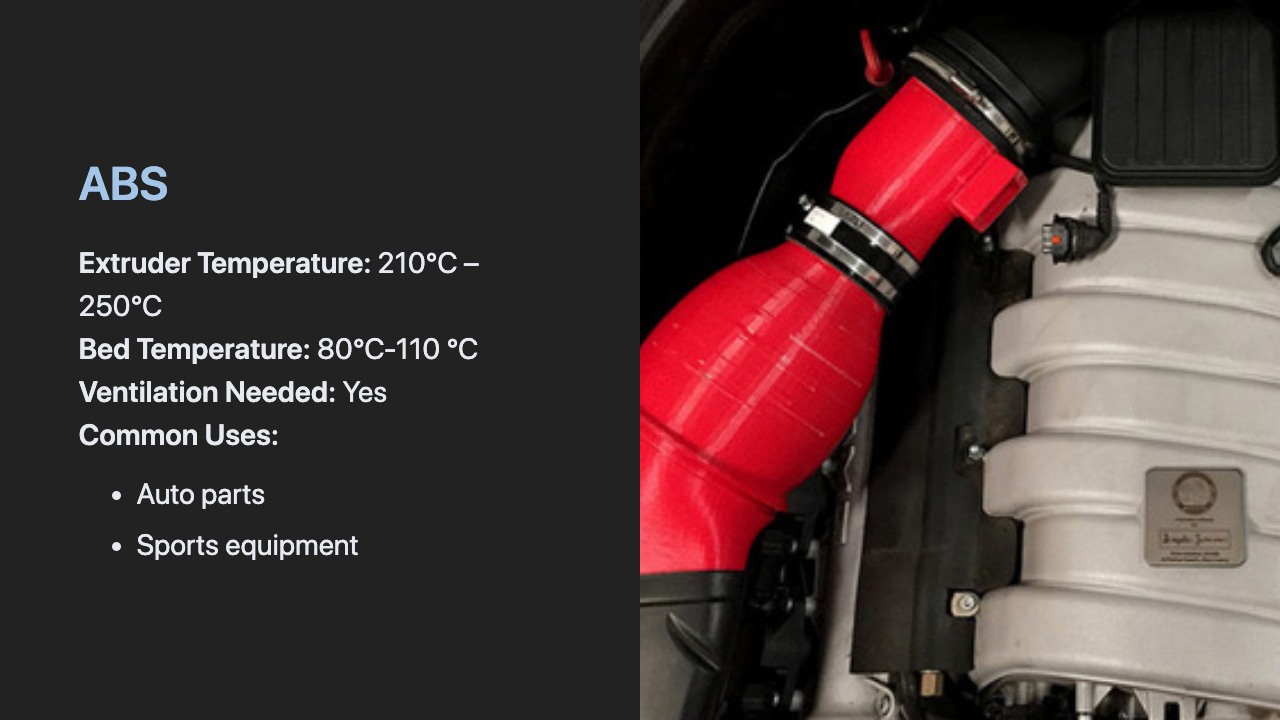 ABS
Extruder Temperature: 210°C –
250°C
Bed Temperature: 80°C-110 °C
Ventilation Needed: Yes
Common Uses:
• Auto parts
• Sports equipment